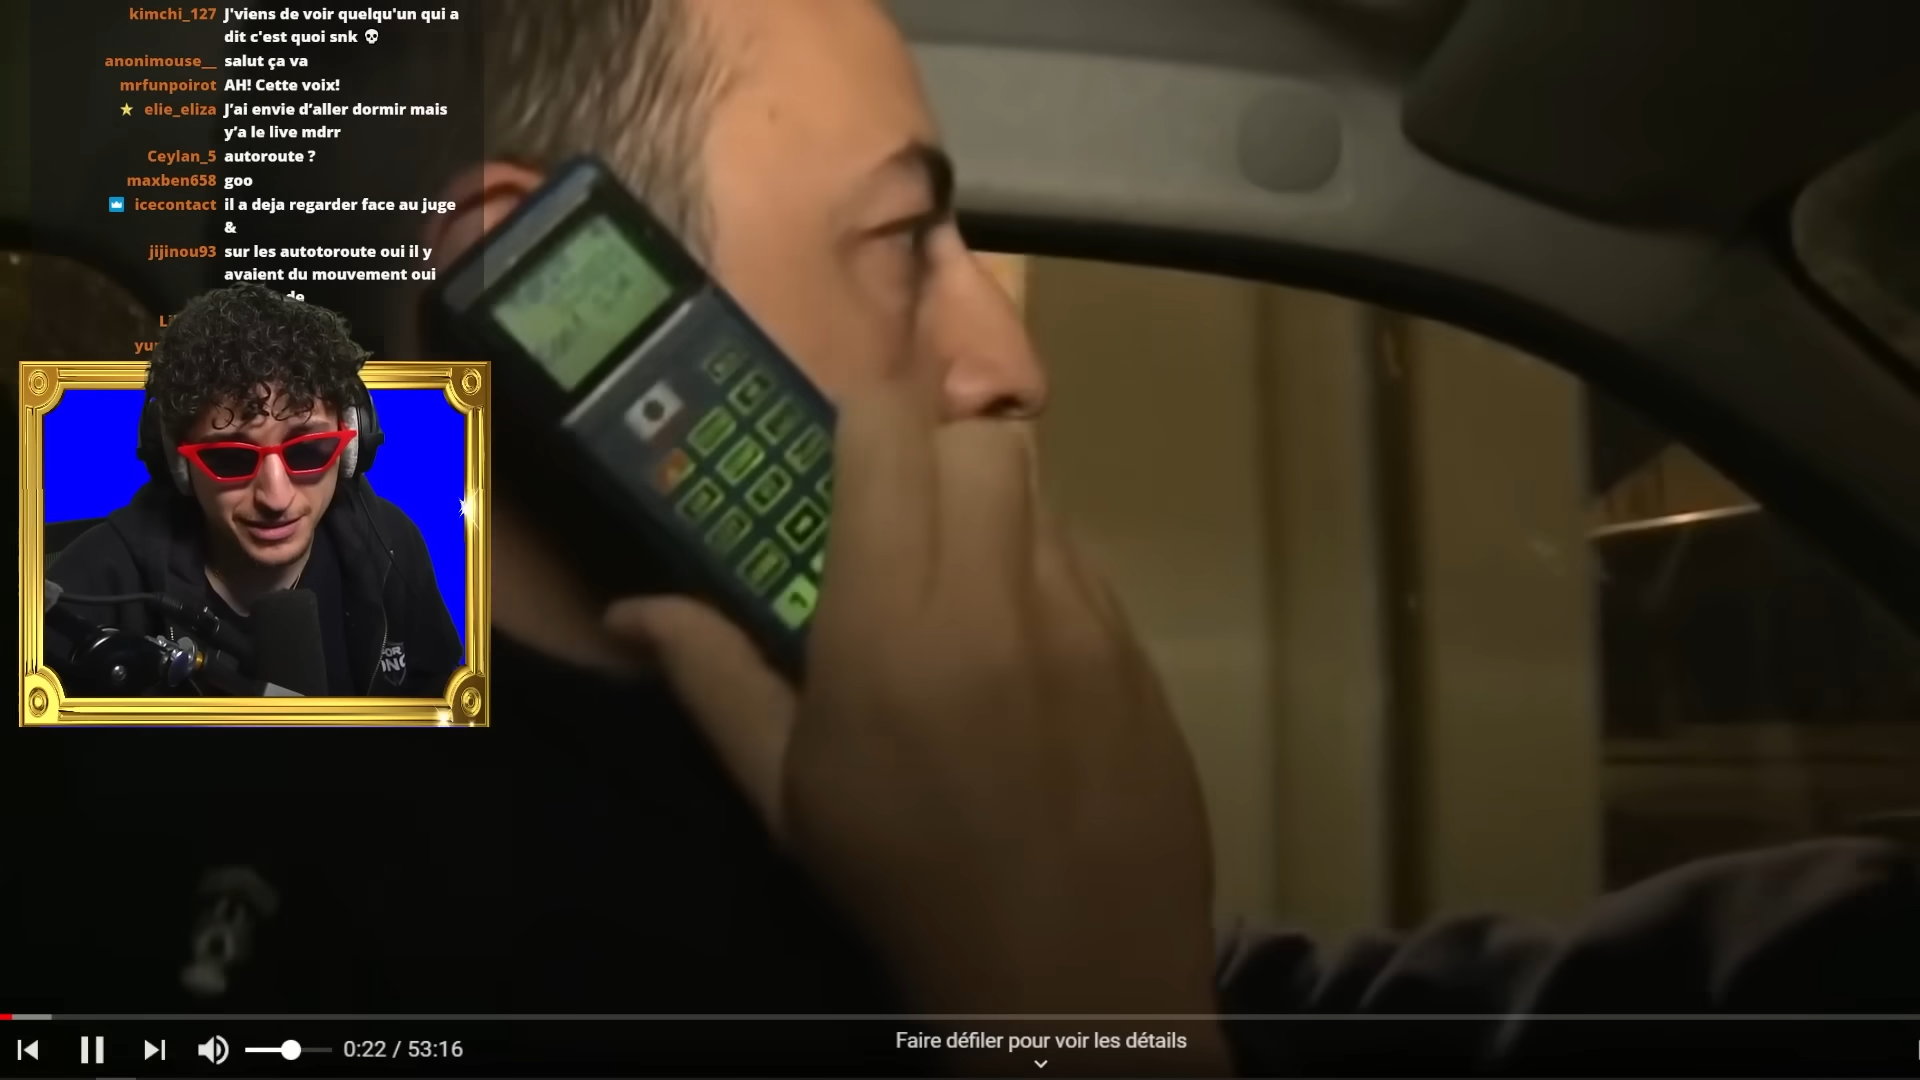 kimchi_127 J'viens de voir quelqu'un qui a
dit c'est quoi snk 💀
anonimouse__ salut ça va
mrfunpoirot AH! Cette voix!
elie_eliza J'ai envie d'aller dormir mais
y'a le live mdrr
Ceylan_5 autoroute ?
maxben658 goo
icecontact il a deja regarder face au juge
&
jijinou93 sur les autotoroute oui il y
avaient du mouvement oui
de
0:22 / 53:16
Faire défiler pour voir les détails